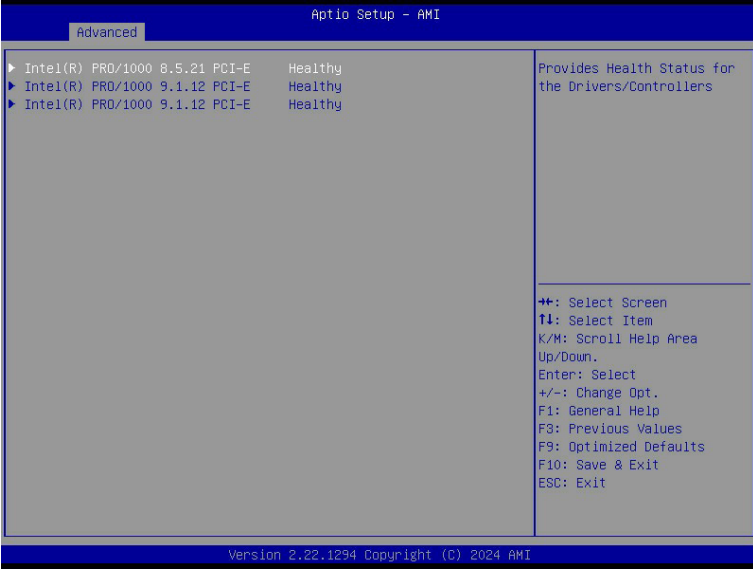 Aptio Setup – AMI
Advanced
▶ Intel(R) PRO/1000 8.5.21 PCI-E Healthy
▶ Intel(R) PRO/1000 9.1.12 PCI-E Healthy
▶ Intel(R) PRO/1000 9.1.12 PCI-E Healthy
Provides Health Status for
the Drivers/Controllers
→←: Select Screen
↑↓: Select Item
K/M: Scroll Help Area
Up/Down.
Enter: Select
+/-: Change Opt.
F1: General Help
F3: Previous Values
F9: Optimized Defaults
F10: Save & Exit
ESC: Exit
Version 2.22.1294 Copyright (C) 2024 AMI